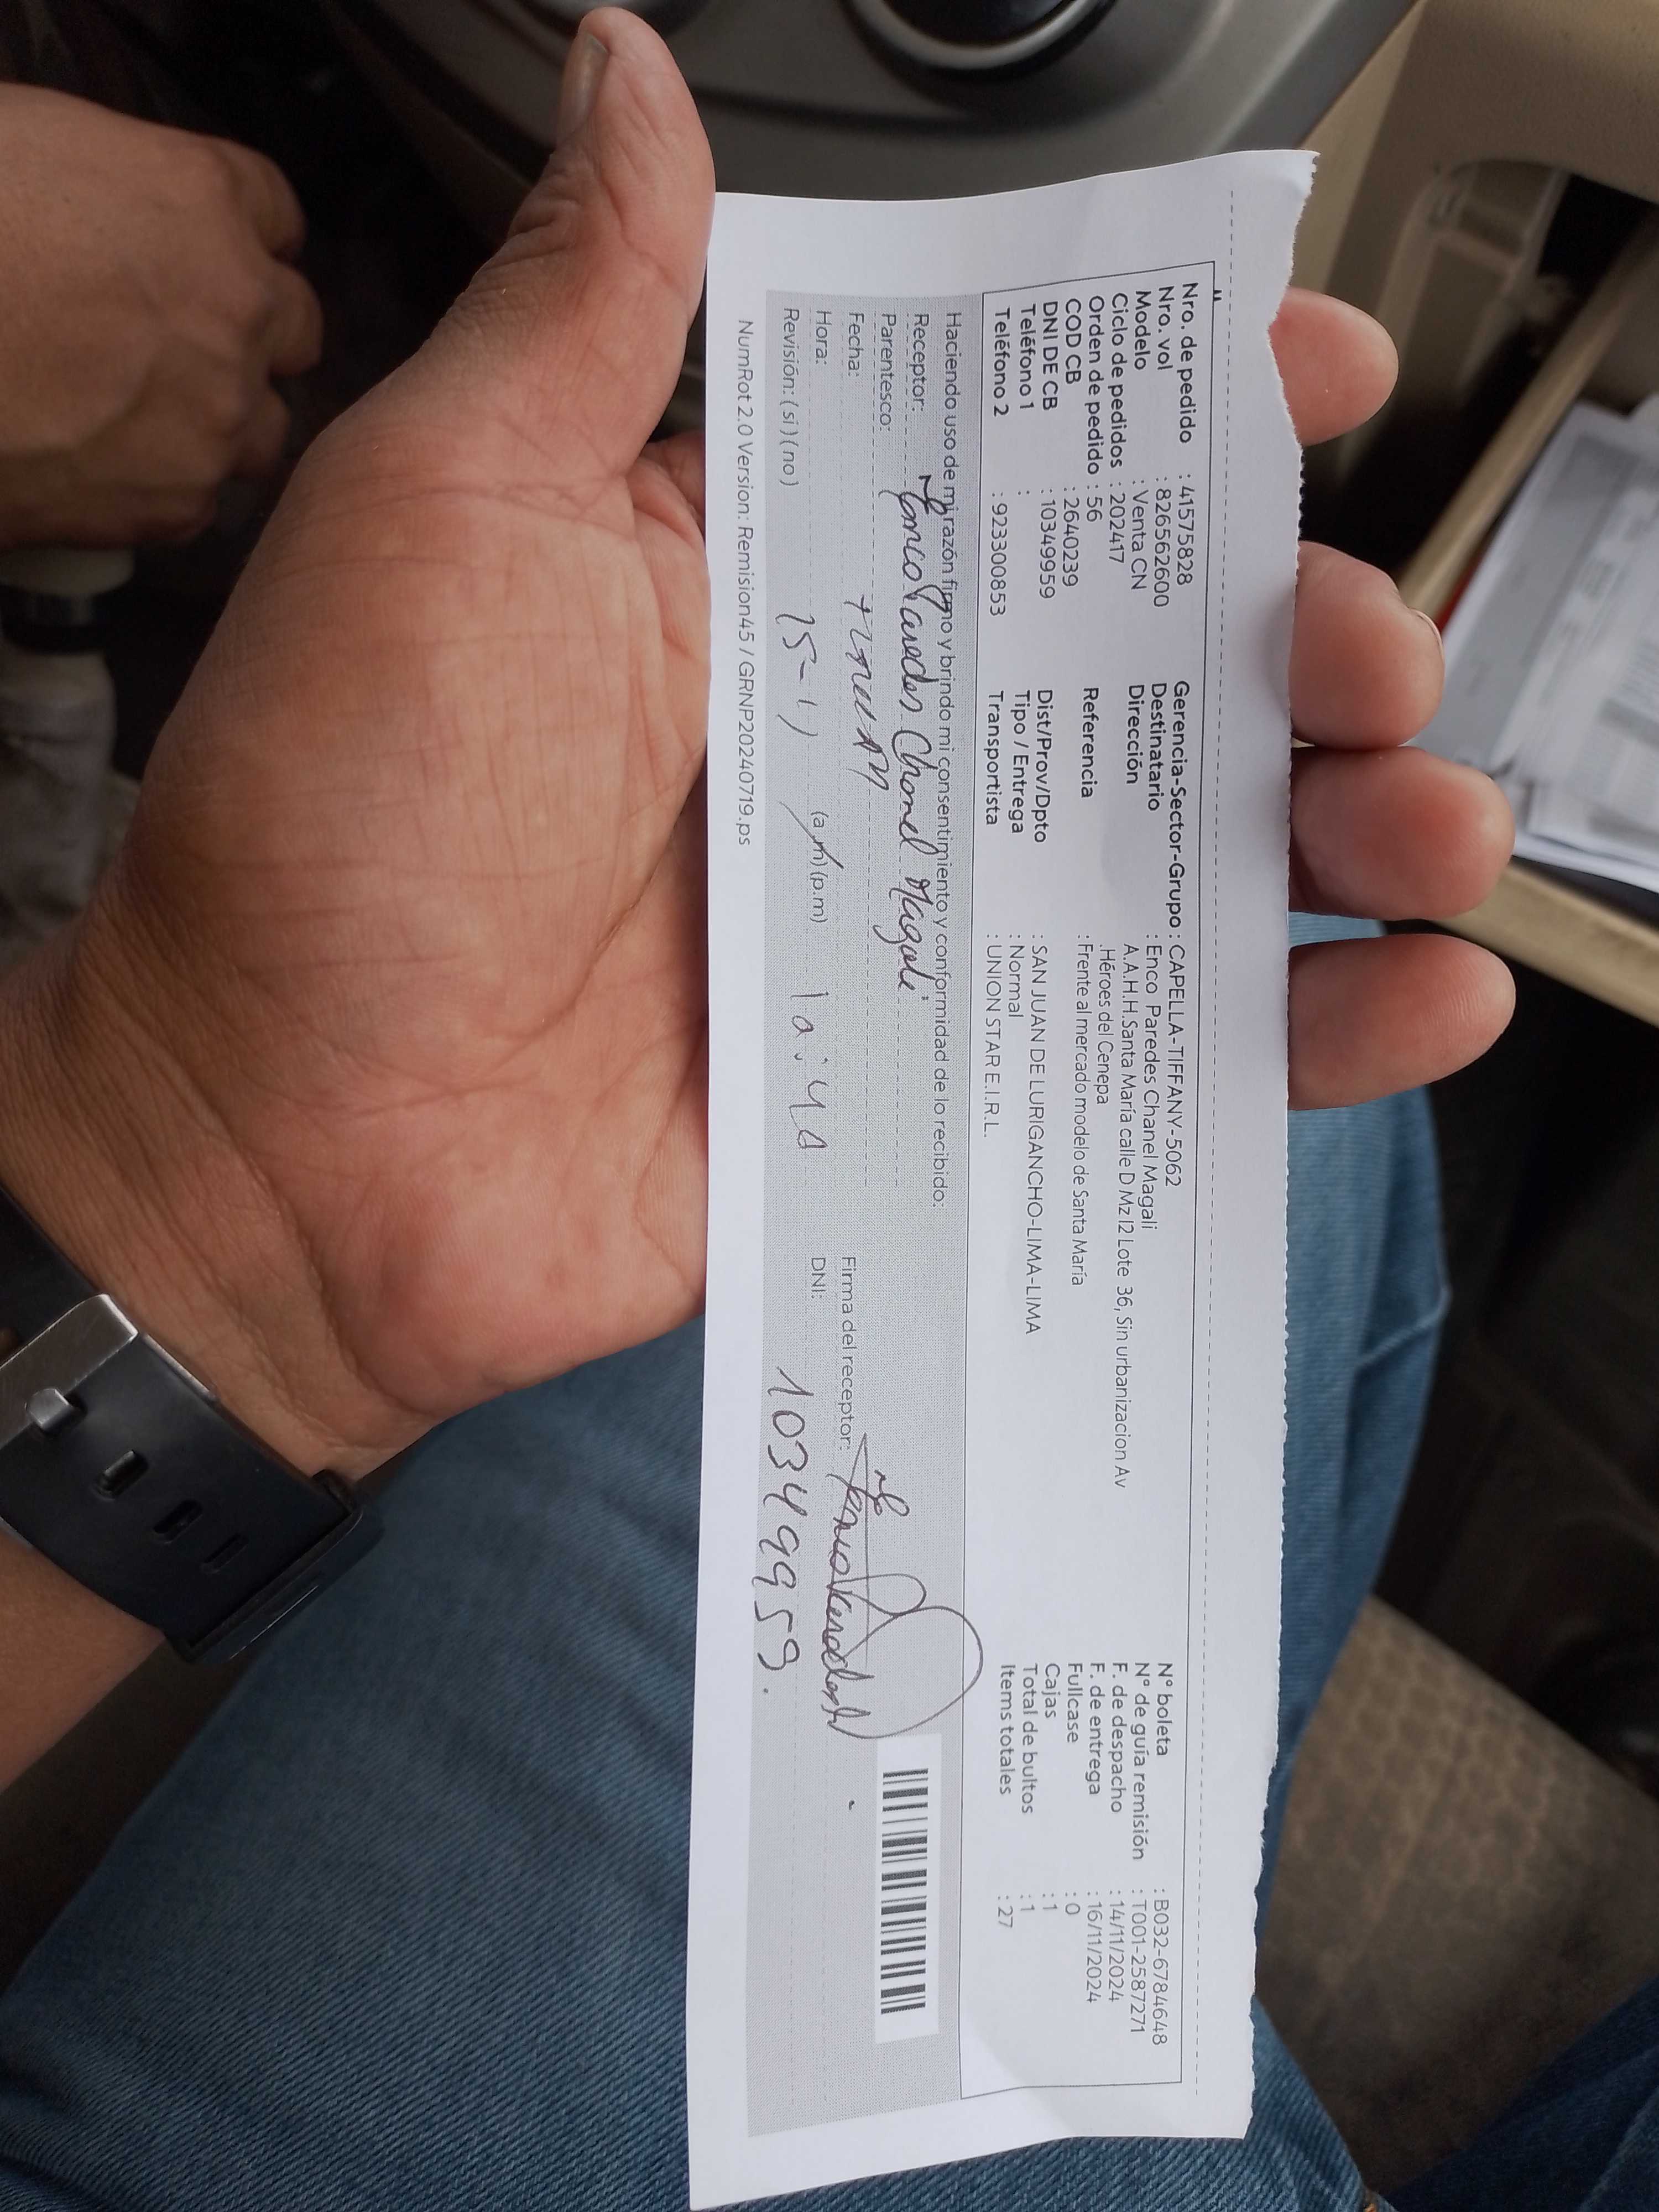 Nro. de pedido : 41575828
Nro. vol : 826562600
Modelo : Venta CN
Ciclo de pedidos : 202417
Orden de pedido : 56
COD CB : 2640239
DNI DE CB : 10349959
Teléfono 1 :
Teléfono 2 : 923300853
Gerencia-Sector-Grupo : CAPELLA-TIFFANY-5062
Destinatario : Enco Paredes Chanel Magali
Dirección A.A.H.H.Santa María calle D Mz I2 Lote 36, Sin urbanizacion Av
.Héroes del Cenepa
Referencia : Frente al mercado modelo de Santa María
Dist/Prov/Dpto : SAN JUAN DE LURIGANCHO-LIMA-LIMA
Tipo / Entrega : Normal
Transportista : UNION STAR E.I.R.L.
N° boleta : B032-6784648
N° de guía remisión : T001-2587271
F. de despacho : 14/11/2024
F. de entrega : 16/11/2024
Fullcase : 0
Cajas : 1
Total de bultos : 1
Items totales : 27
Haciendo uso de mi razón firmo y brindo mi consentimiento y conformidad de lo recibido:
Receptor: Enco Paredes Chanel Magali
Parentesco:
Fecha:
Hora: (a.m) (p.m)
Revisión: ( si ) ( no )
Firma del receptor:
DNI: 10349959.
NumRot 2.0 Version: Remision45 / GRNP20240719.ps